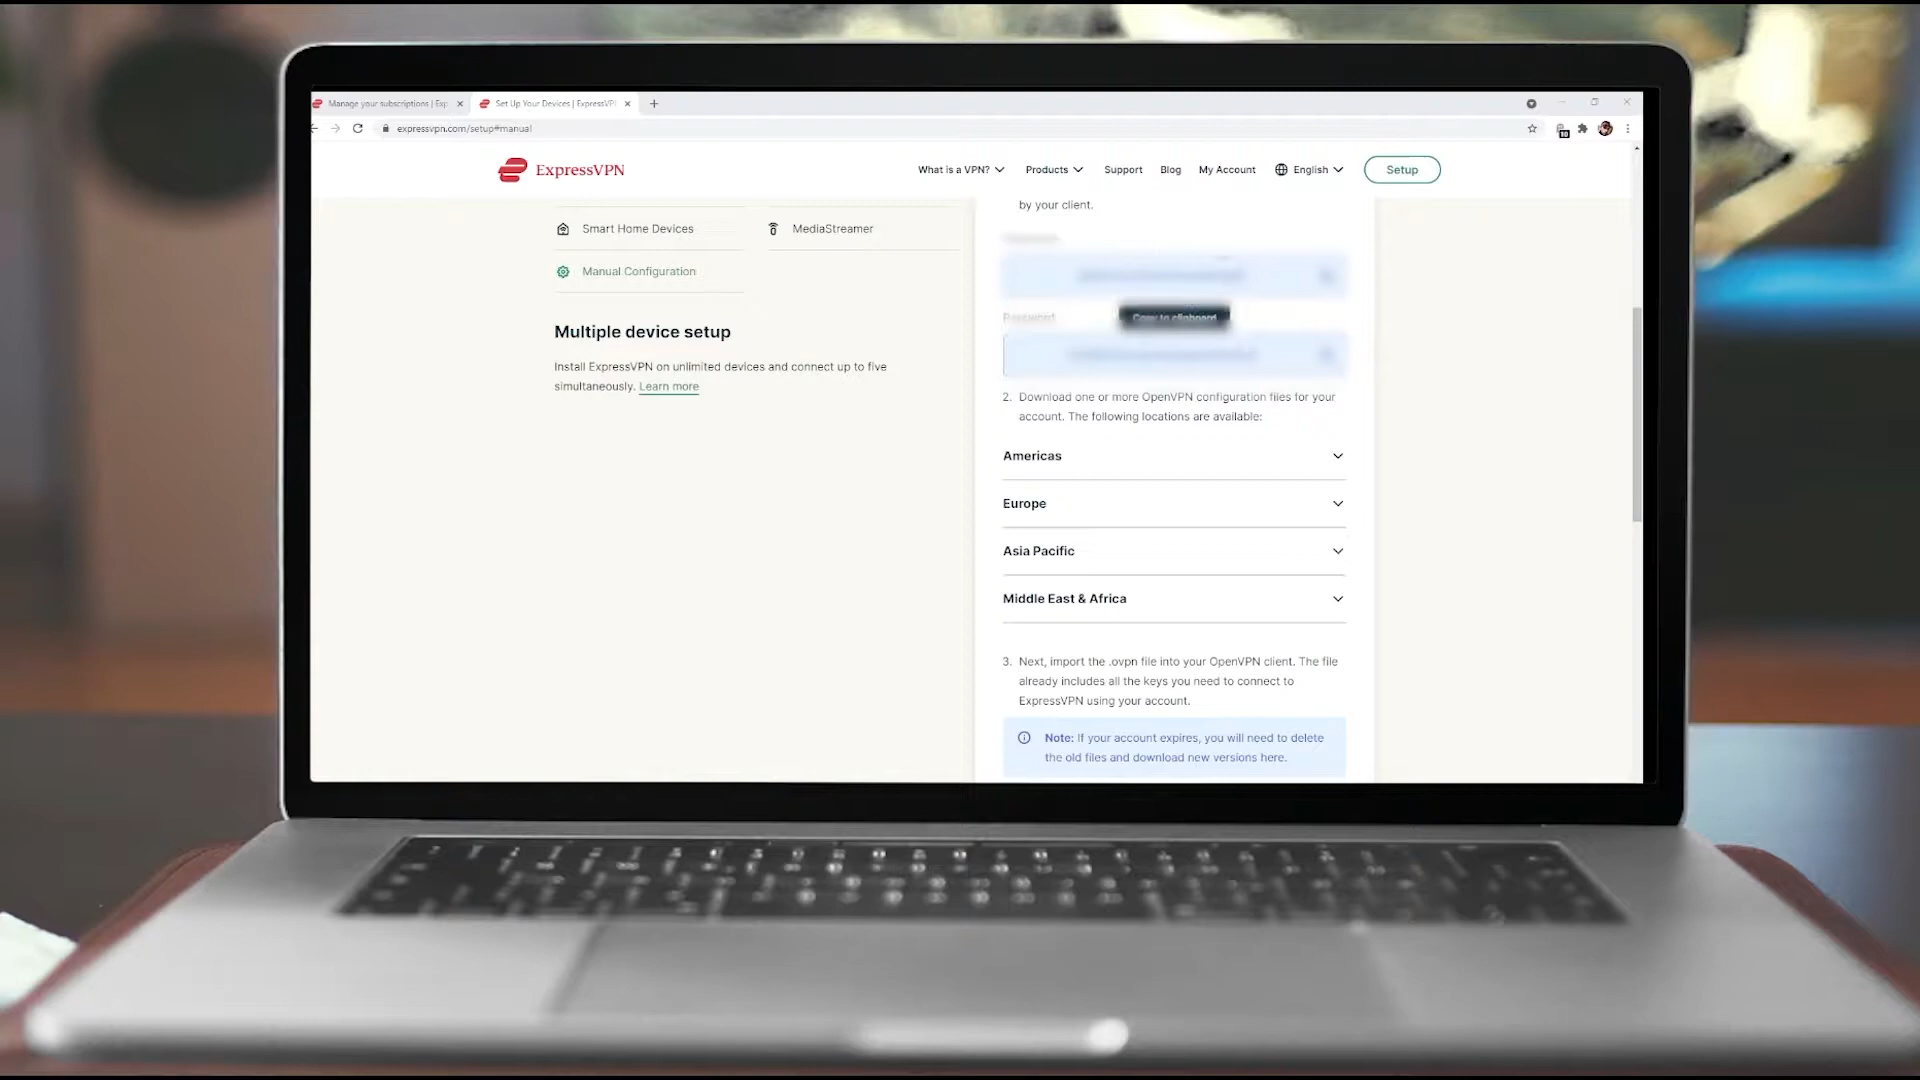 Manage your subscriptions | Exp
Set Up Your Devices | ExpressVP
expressvpn.com/setup#manual
10
ExpressVPN
What is a VPN?
Products
Support
Blog
My Account
English
Setup
by your client.
Smart Home Devices
MediaStreamer
Manual Configuration
Multiple device setup
Install ExpressVPN on unlimited devices and connect up to five
simultaneously. Learn more
Password
Copy to clipboard
2. Download one or more OpenVPN configuration files for your
account. The following locations are available:
Americas
Europe
Asia Pacific
Middle East & Africa
3. Next, import the .ovpn file into your OpenVPN client. The file
already includes all the keys you need to connect to
ExpressVPN using your account.
Note: If your account expires, you will need to delete
the old files and download new versions here.